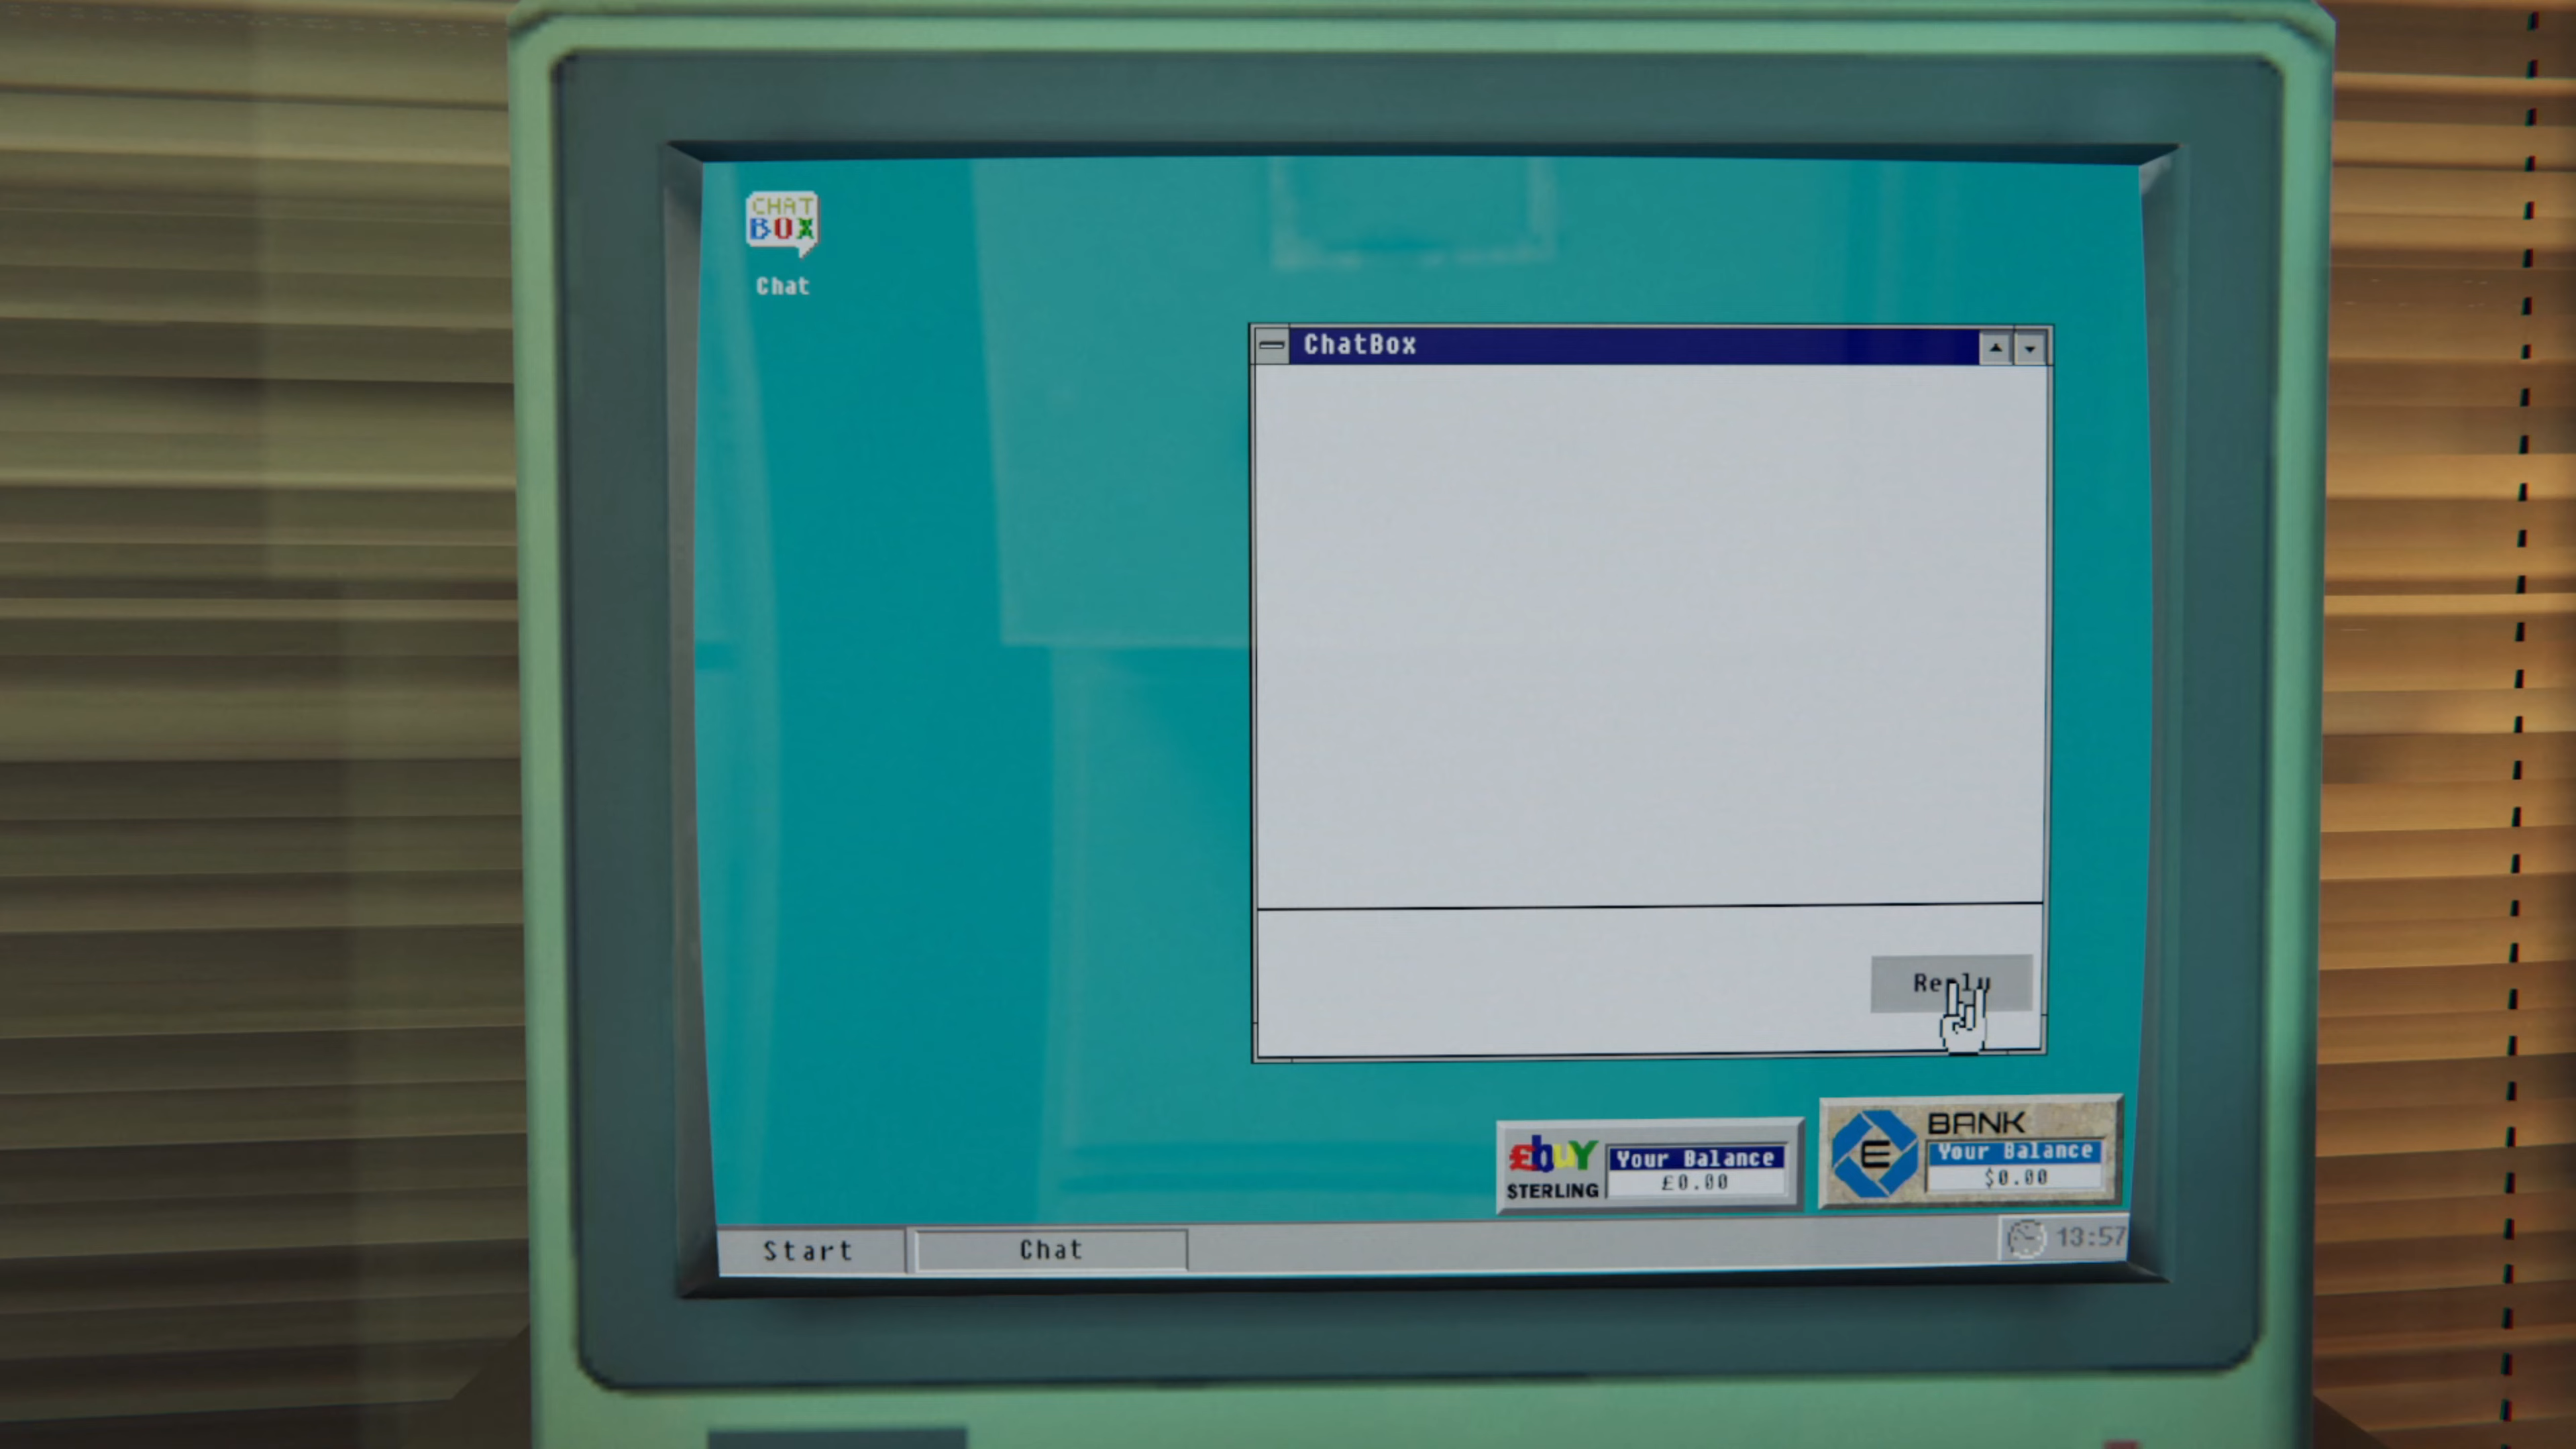 CHAT
BOX
Chat
ChatBox
Reply
ebuY
STERLING
Your Balance
£0.00
E
BANK
Your Balance
$0.00
Start
Chat
13:57